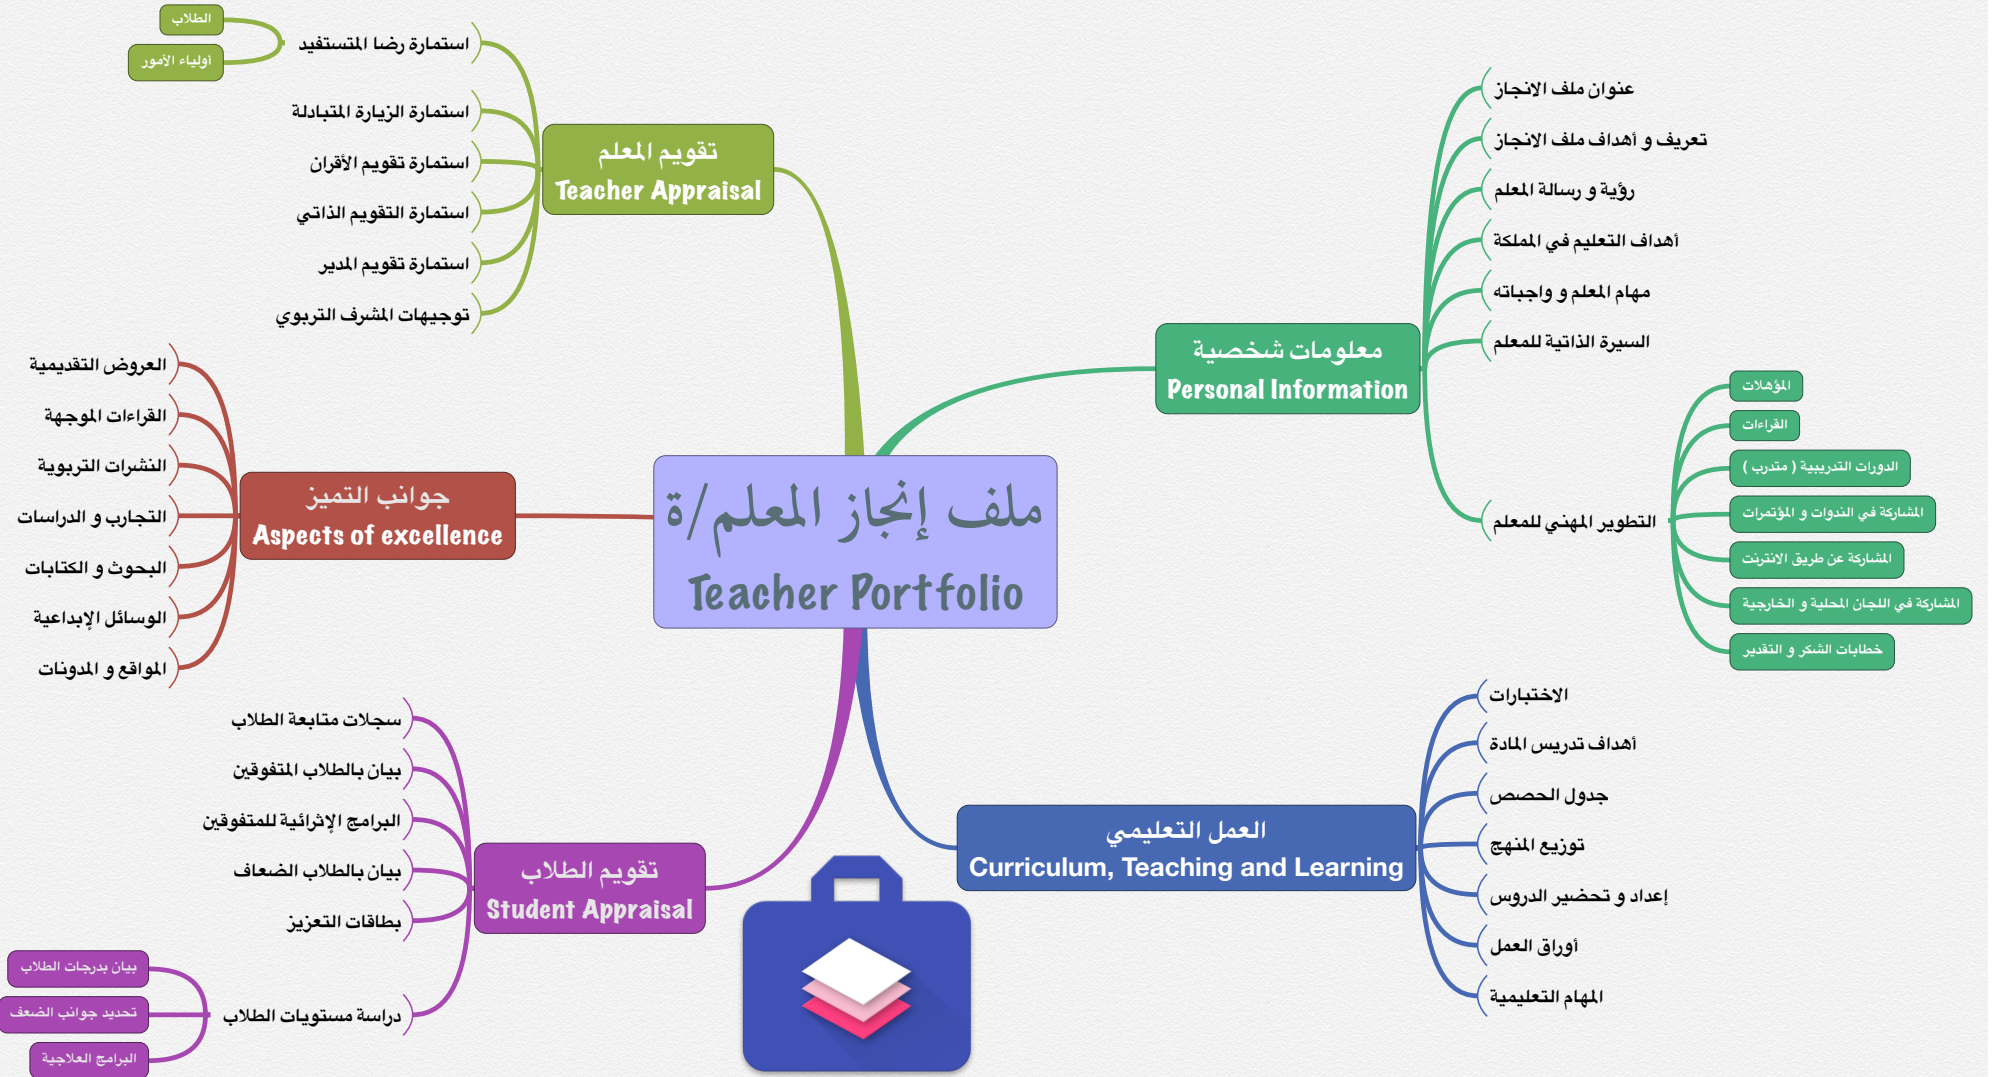 ملف إنجاز المعلم/ة
Teacher Portfolio
معلومات شخصية
Personal Information
عنوان ملف الانجاز
تعريف و أهداف ملف الانجاز
رؤية و رسالة المعلم
أهداف التعليم في المملكة
مهام المعلم و واجباته
السيرة الذاتية للمعلم
التطوير المهني للمعلم
المؤهلات
القراءات
الدورات التدريبية ( متدرب )
المشاركة في الندوات و المؤتمرات
المشاركة عن طريق الانترنت
المشاركة في اللجان المحلية و الخارجية
خطابات الشكر و التقدير
العمل التعليمي
Curriculum, Teaching and Learning
الاختبارات
أهداف تدريس المادة
جدول الحصص
توزيع المنهج
إعداد و تحضير الدروس
أوراق العمل
المهام التعليمية
تقويم المعلم
Teacher Appraisal
استمارة رضا المتستفيد
الطلاب
أولياء الأمور
استمارة الزيارة المتبادلة
استمارة تقويم الأقران
استمارة التقويم الذاتي
استمارة تقويم المدير
توجيهات المشرف التربوي
جوانب التميز
Aspects of excellence
العروض التقديمية
القراءات الموجهة
النشرات التربوية
التجارب و الدراسات
البحوث و الكتابات
الوسائل الإبداعية
المواقع و المدونات
تقويم الطلاب
Student Appraisal
سجلات متابعة الطلاب
بيان بالطلاب المتفوقين
البرامج الإثرائية للمتفوقين
بيان بالطلاب الضعاف
بطاقات التعزيز
دراسة مستويات الطلاب
بيان بدرجات الطلاب
تحديد جوانب الضعف
البرامج العلاجية